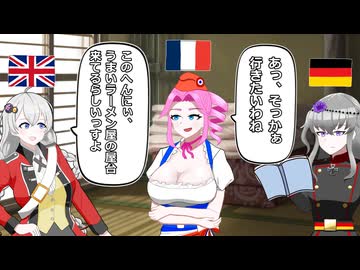 このへんにぃ、
うまいラーメン屋の屋台
来てるらしいっすよ
あっ、そっかぁ
行きたいわね